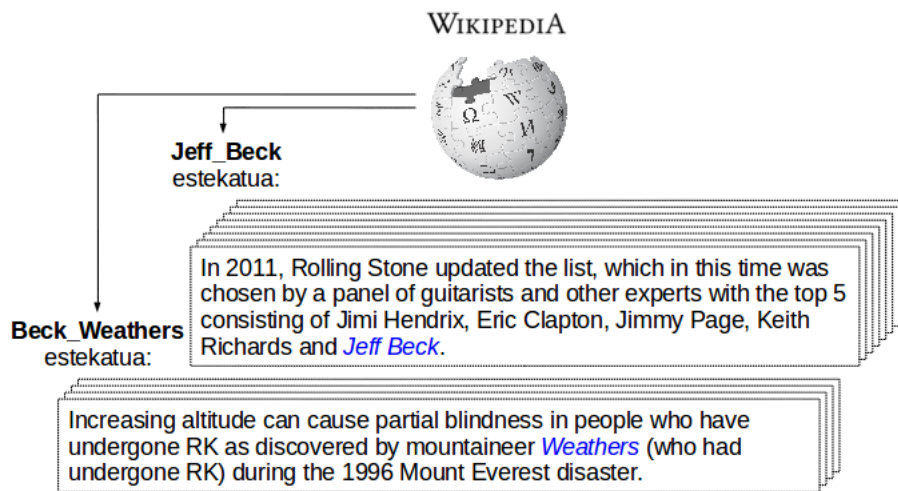 WIKIPEDIA
Ω W И
Jeff_Beck
estekatua:
In 2011, Rolling Stone updated the list, which in this time was
chosen by a panel of guitarists and other experts with the top 5
consisting of Jimi Hendrix, Eric Clapton, Jimmy Page, Keith
Richards and Jeff Beck.
Beck_Weathers
estekatua:
Increasing altitude can cause partial blindness in people who have
undergone RK as discovered by mountaineer Weathers (who had
undergone RK) during the 1996 Mount Everest disaster.